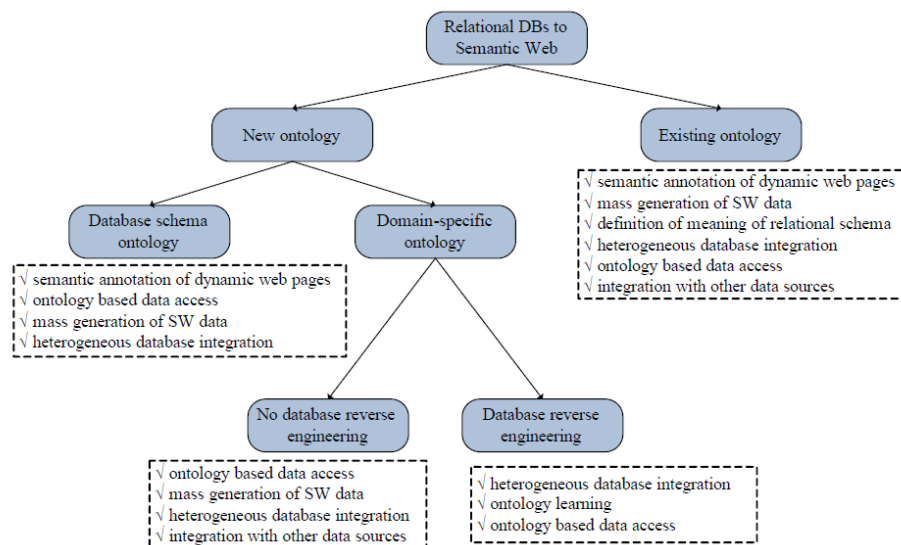 Relational DBs to
Semantic Web
New ontology
Existing ontology
√ semantic annotation of dynamic web pages
√ mass generation of SW data
√ definition of meaning of relational schema
√ heterogeneous database integration
√ ontology based data access
√ integration with other data sources
Database schema
ontology
Domain-specific
ontology
√ semantic annotation of dynamic web pages
√ ontology based data access
√ mass generation of SW data
√ heterogeneous database integration
No database reverse
engineering
Database reverse
engineering
√ ontology based data access
√ mass generation of SW data
√ heterogeneous database integration
√ integration with other data sources
√ heterogeneous database integration
√ ontology learning
√ ontology based data access